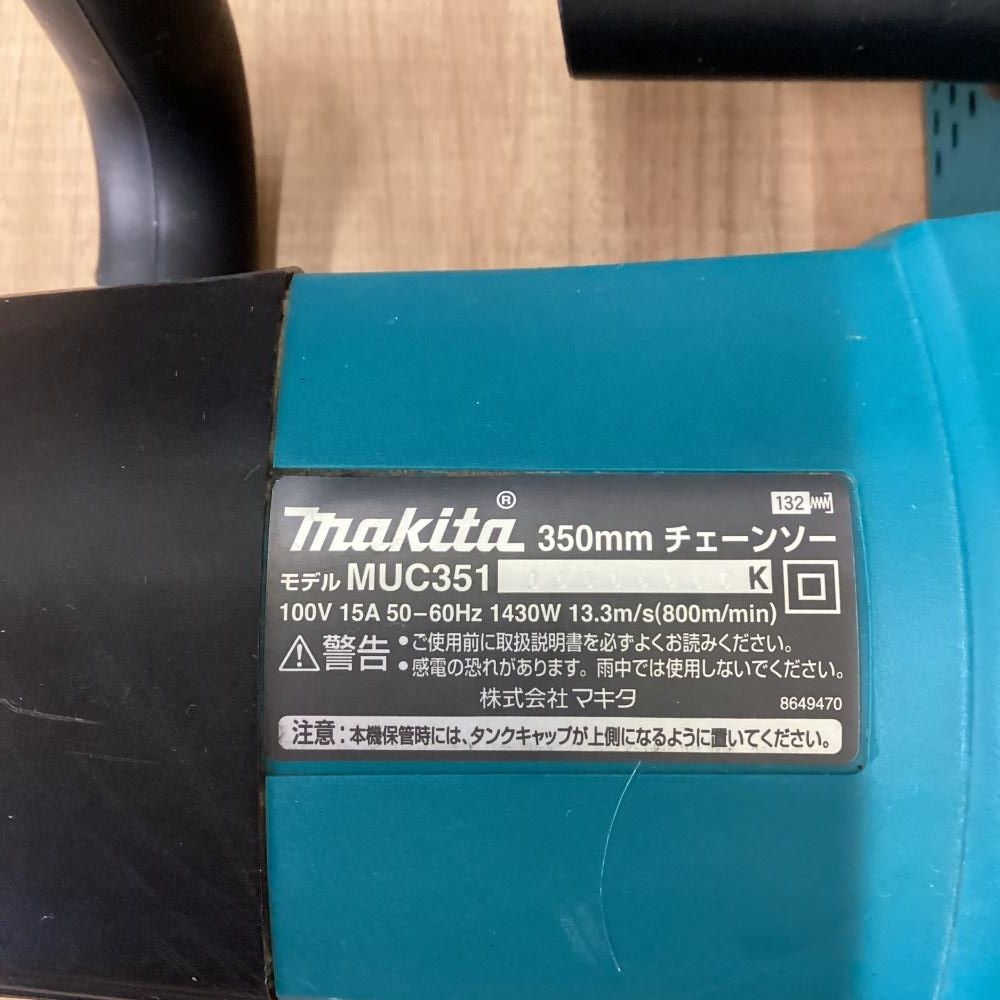 makita® 350mm チェーンソー 132
モデル MUC351 K
100V 15A 50−60Hz 1430W 13.3m/s(800m/min)
警告 •ご使用前に取扱説明書を必ずよくお読みください。
•感電の恐れがあります。雨中では使用しないでください。
株式会社 マキタ 8649470
注意:本機保管時には、タンクキャップが上側になるように置いてください。